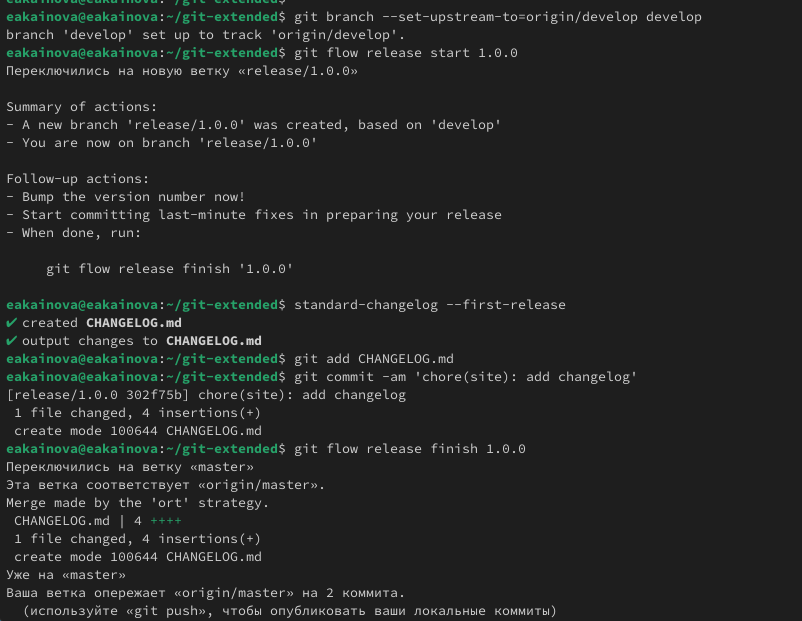 eakainova@eakainova:~/git-extended$
eakainova@eakainova:~/git-extended$ git branch --set-upstream-to=origin/develop develop
branch 'develop' set up to track 'origin/develop'.
eakainova@eakainova:~/git-extended$ git flow release start 1.0.0
Переключились на новую ветку «release/1.0.0»
Summary of actions:
- A new branch 'release/1.0.0' was created, based on 'develop'
- You are now on branch 'release/1.0.0'
Follow-up actions:
- Bump the version number now!
- Start committing last-minute fixes in preparing your release
- When done, run:
git flow release finish '1.0.0'
eakainova@eakainova:~/git-extended$ standard-changelog --first-release
✔ created CHANGELOG.md
✔ output changes to CHANGELOG.md
eakainova@eakainova:~/git-extended$ git add CHANGELOG.md
eakainova@eakainova:~/git-extended$ git commit -am 'chore(site): add changelog'
[release/1.0.0 302f75b] chore(site): add changelog
1 file changed, 4 insertions(+)
create mode 100644 CHANGELOG.md
eakainova@eakainova:~/git-extended$ git flow release finish 1.0.0
Переключились на ветку «master»
Эта ветка соответствует «origin/master».
Merge made by the 'ort' strategy.
CHANGELOG.md | 4 ++++
1 file changed, 4 insertions(+)
create mode 100644 CHANGELOG.md
Уже на «master»
Ваша ветка опережает «origin/master» на 2 коммита.
(используйте «git push», чтобы опубликовать ваши локальные коммиты)